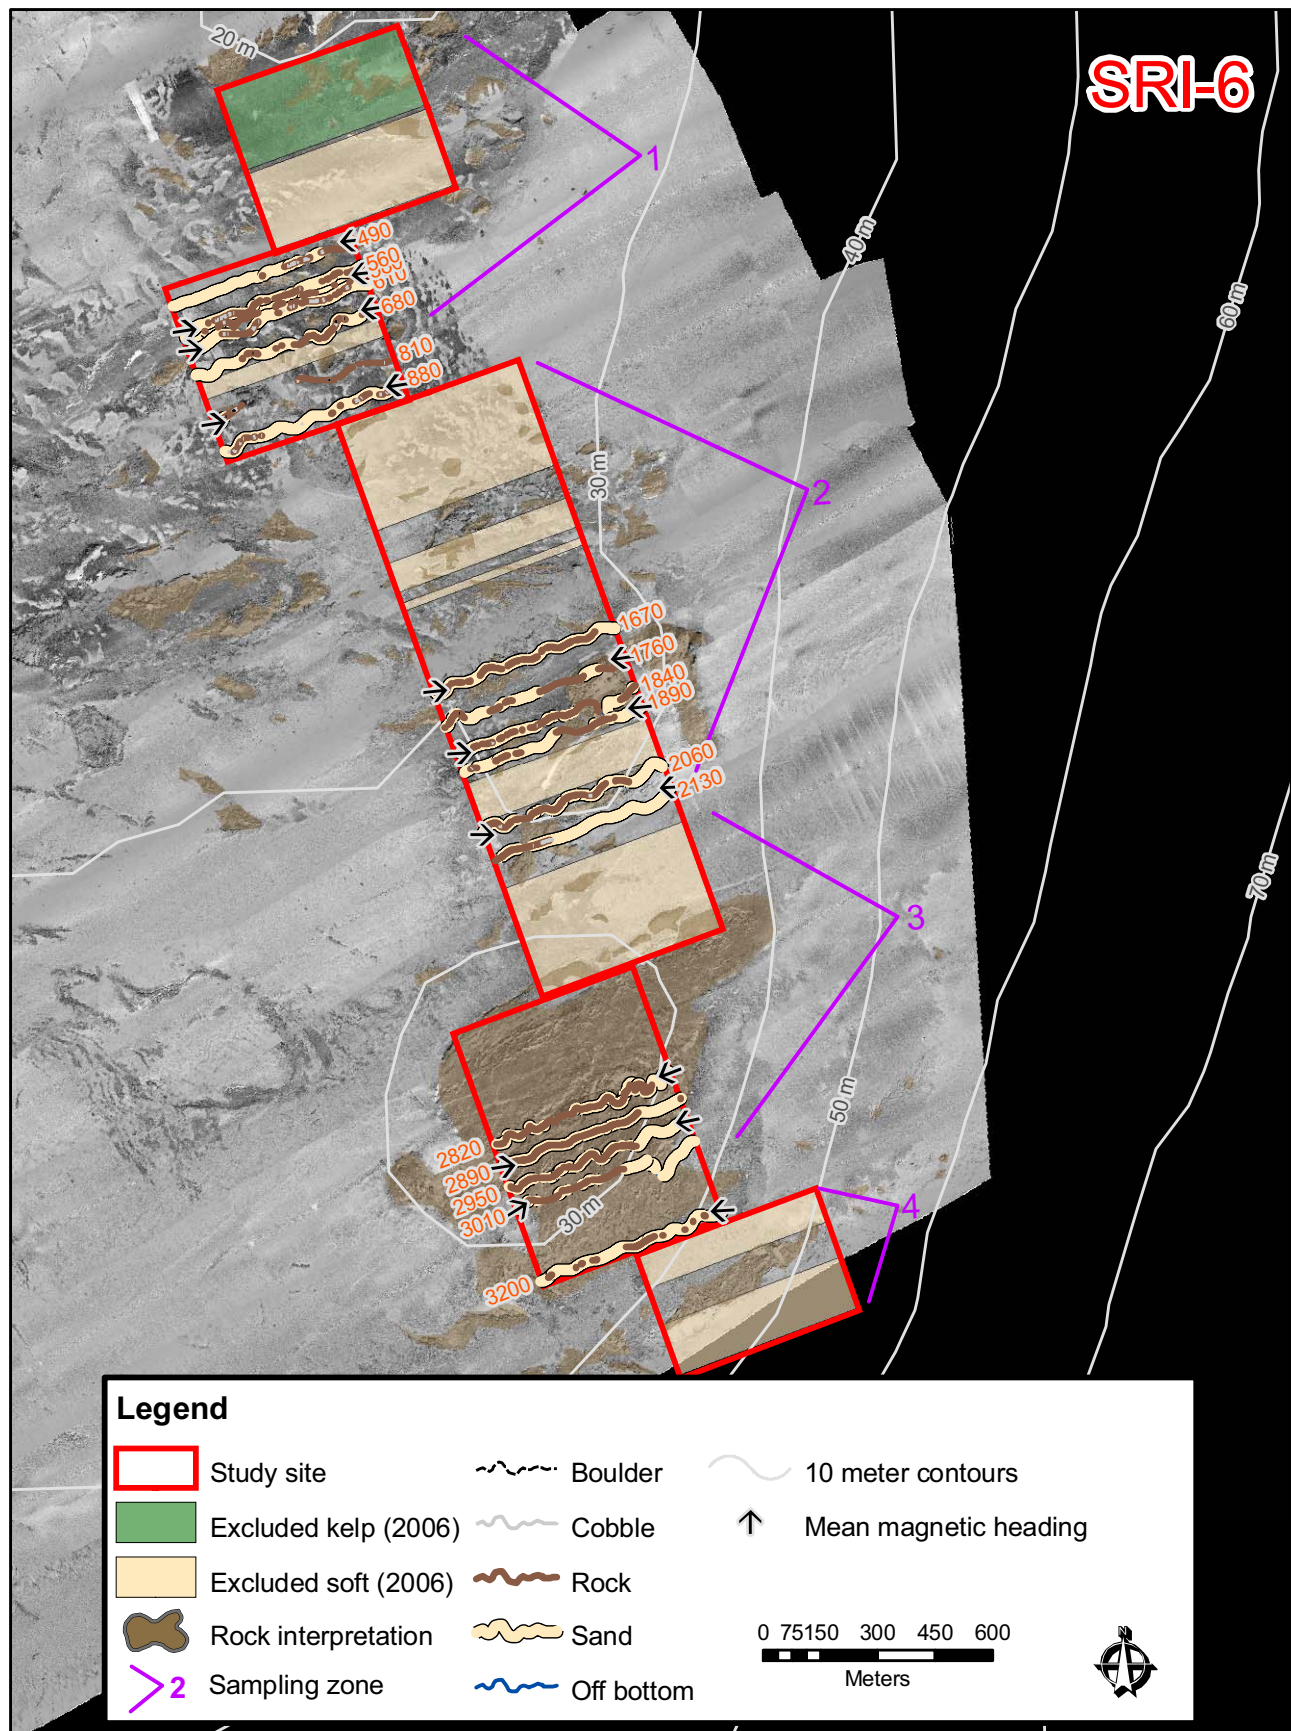 SRI-6
20 m
1
490
560
610
680
810
880
40 m
60 m
30 m
2
1670
1760
1840
1890
2060
2130
3
70 m
50 m
2820
2890
2950
3010
30 m
4
3200
Legend
Study site
Excluded kelp (2006)
Excluded soft (2006)
Rock interpretation
2 Sampling zone
Boulder
Cobble
Rock
Sand
Off bottom
10 meter contours
Mean magnetic heading
0 75 150 300 450 600
Meters
N